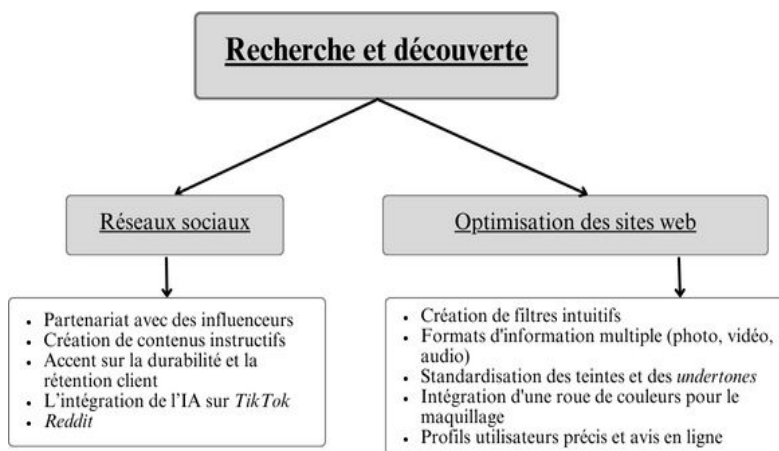 Recherche et découverte
Réseaux sociaux
Optimisation des sites web
• Partenariat avec des influenceurs
• Création de contenus instructifs
• Accent sur la durabilité et la
rétention client
• L'intégration de l'IA sur TikTok
• Reddit
• Création de filtres intuitifs
• Formats d'information multiple (photo, vidéo,
audio)
• Standardisation des teintes et des undertones
• Intégration d'une roue de couleurs pour le
maquillage
• Profils utilisateurs précis et avis en ligne